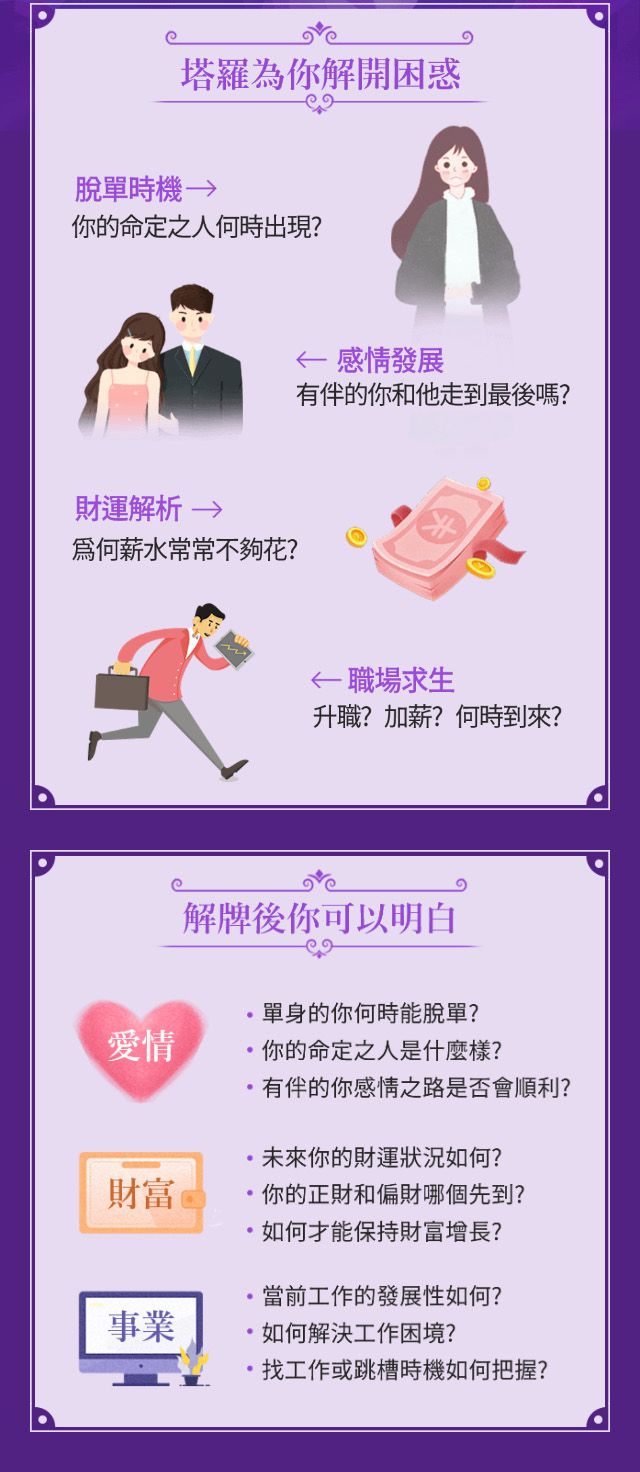 塔羅為你解開困惑
脫單時機→
你的命定之人何時出現?
← 感情發展
有伴的你和他走到最後嗎?
財運解析 →
爲何薪水常常不夠花?
← 職場求生
升職? 加薪? 何時到來?
解牌後你可以明白
愛情
• 單身的你何時能脫單?
• 你的命定之人是什麼樣?
• 有伴的你感情之路是否會順利?
財富
• 未來你的財運狀況如何?
• 你的正財和偏財哪個先到?
• 如何才能保持財富增長?
事業
• 當前工作的發展性如何?
• 如何解決工作困境?
• 找工作或跳槽時機如何把握?